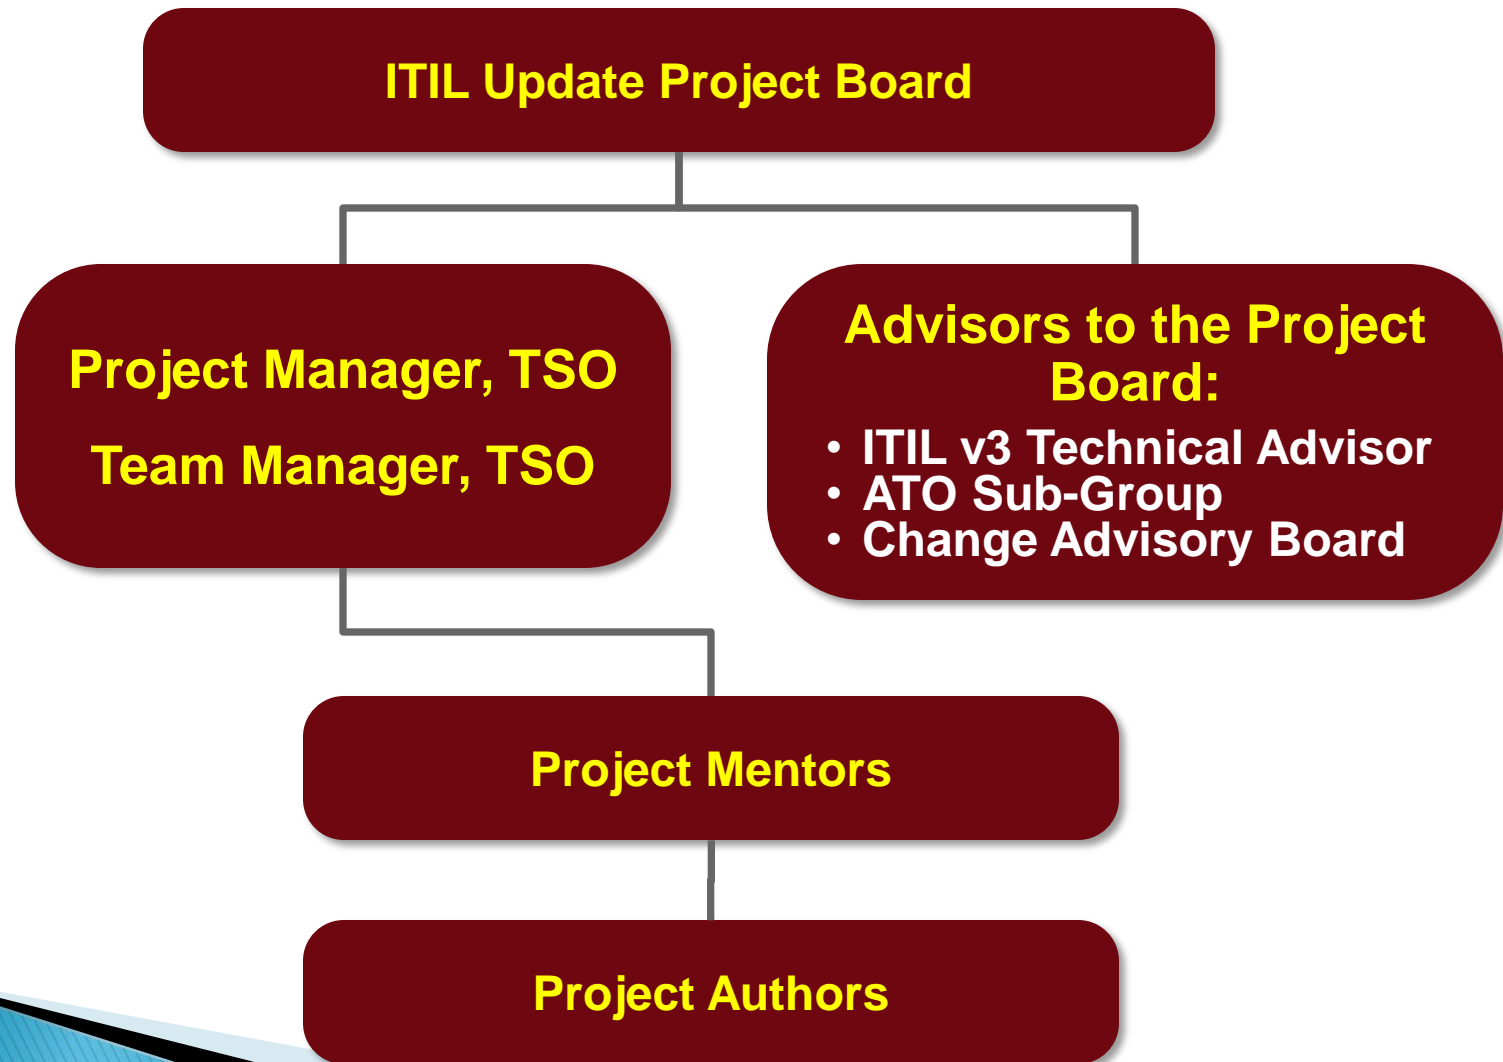 ITIL Update Project Board
Project Manager, TSO
Team Manager, TSO
Advisors to the Project
Board:
• ITIL v3 Technical Advisor
• ATO Sub-Group
• Change Advisory Board
Project Mentors
Project Authors